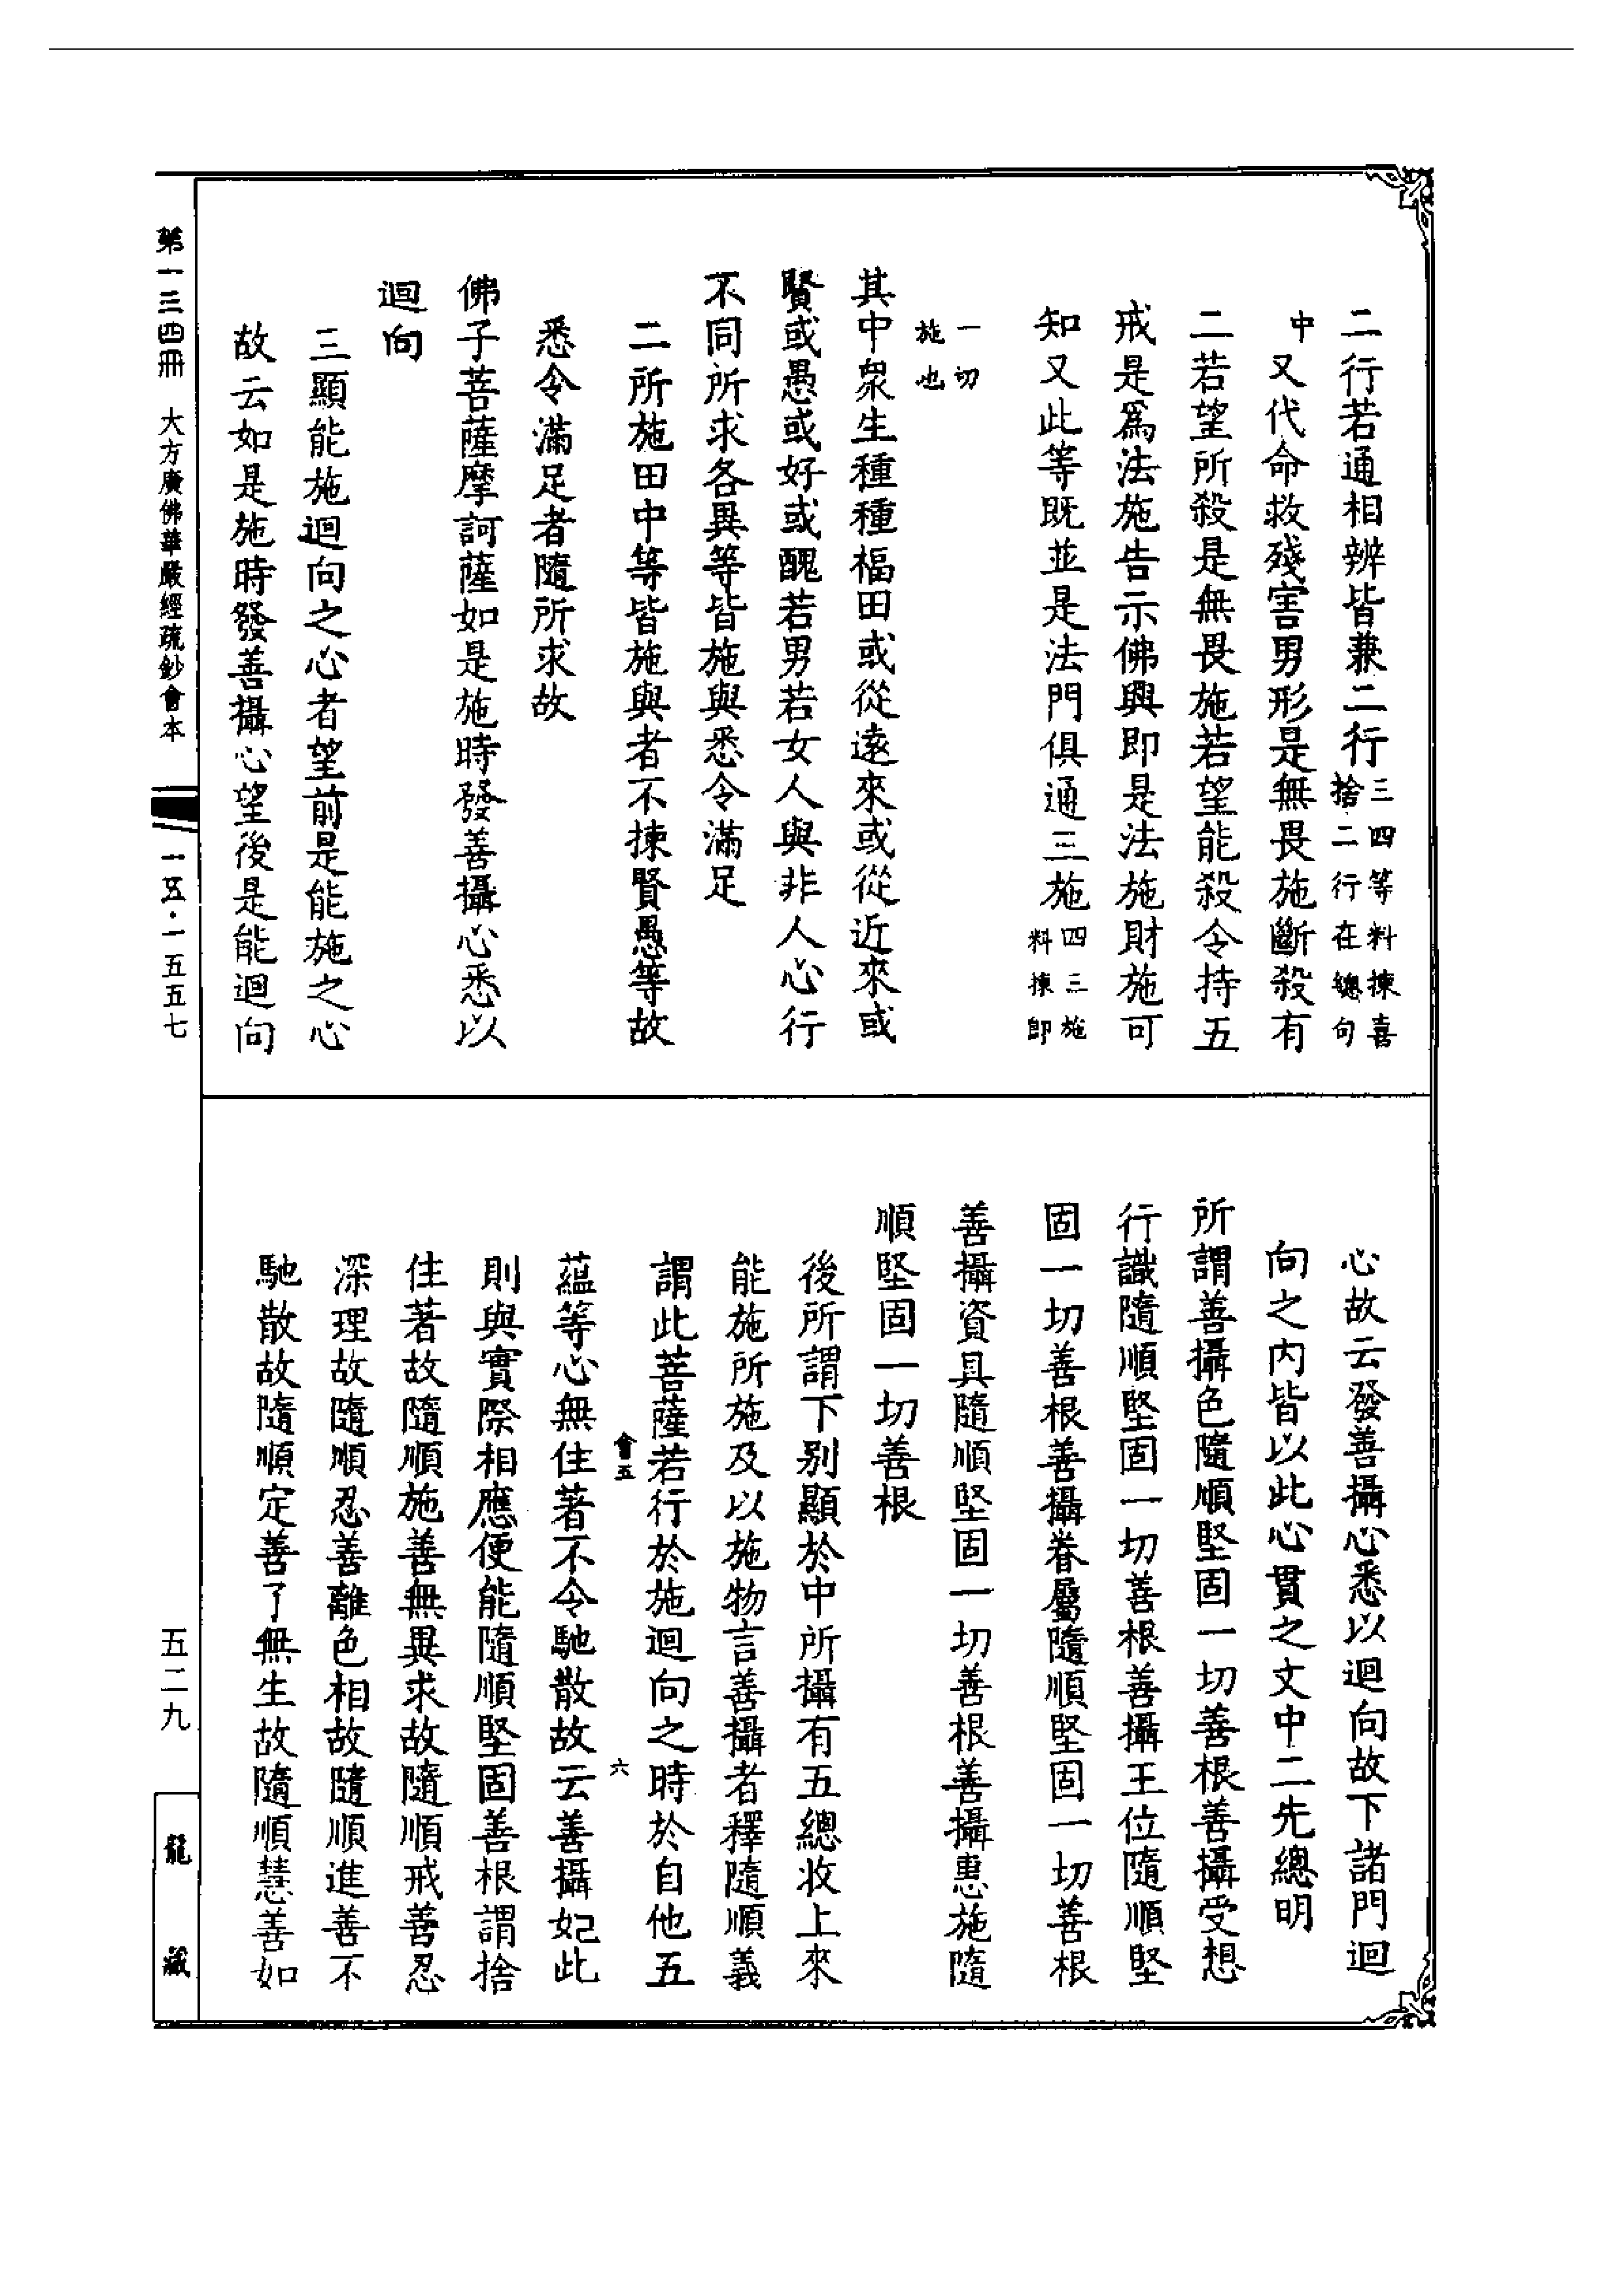 二行若通相辨皆兼二行三四等料揀喜捨二行在總句
中又代命救殘害男形是無畏施斷殺有
二若望所殺是無畏施若望能殺令持五
戒是爲法施告示佛興即是法施財施可
知又此等既並是法門俱通三施四三施料揀即
一切施也
其中衆生種種福田或從遠來或從近來或
賢或愚或好或醜若男若女人與非人心行
不同所求各異等皆施與悉令滿足
二所施田中等皆施與者不揀賢愚等故
悉令滿足者隨所求故
佛子菩薩摩訶薩如是施時發善攝心悉以
迴向
三顯能施迴向之心者望前是能施之心
故云如是施時發善攝心望後是能迴向
心故云發善攝心悉以迴向故下諸門迴
向之内皆以此心貫之文中二先總明
所謂善攝色隨順堅固一切善根善攝受想
行識隨順堅固一切善根善攝王位隨順堅
固一切善根善攝眷屬隨順堅固一切善根
善攝資具隨順堅固一切善根善攝惠施隨
順堅固一切善根
後所謂下別顯於中所攝有五總收上來
能施所施及以施物言善攝者釋隨順義
謂此菩薩若行於施迴向之時於自他五
蘊等心無住著不令馳散故云善攝妃此
則與實際相應便能隨順堅固善根謂捨
住著故隨順施善無異求故隨順戒善忍
深理故隨順忍善離色相故隨順進善不
馳散故隨順定善了無生故隨順慧善如
會五
六
第一三四冊 大方廣佛華嚴經疏鈔會本
一五·一五五七
五二九
龍藏